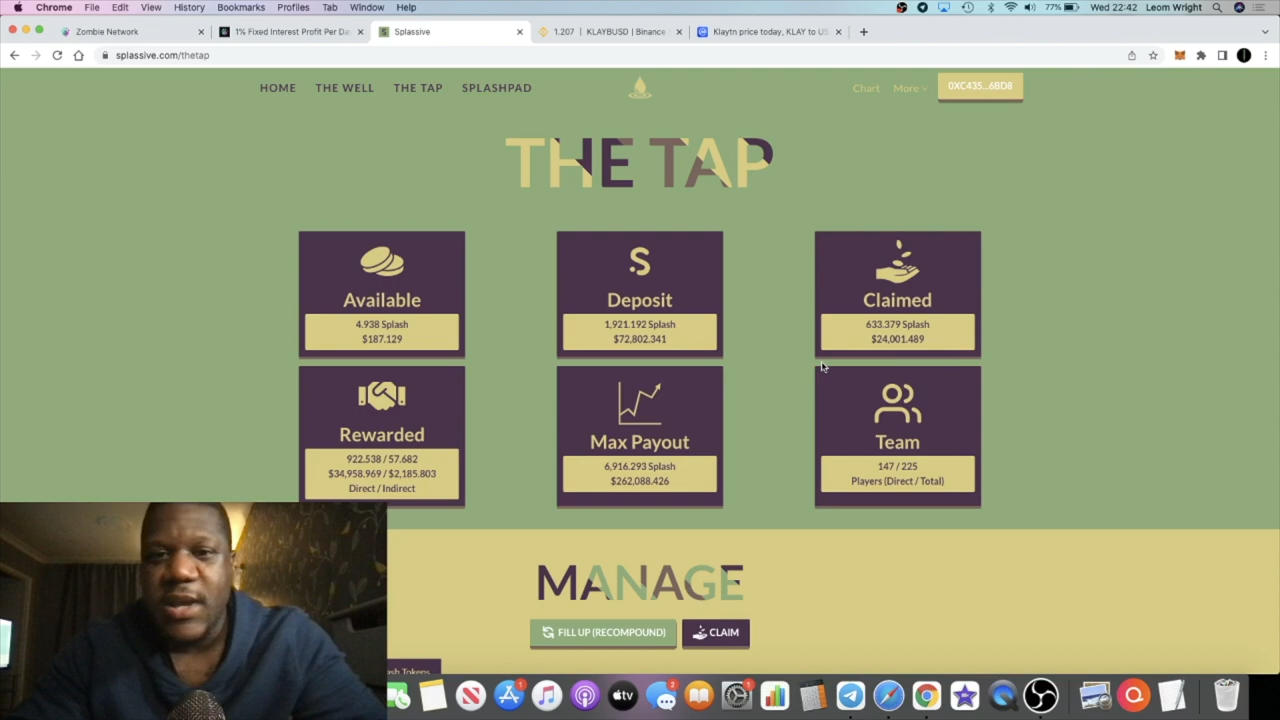 Chrome File Edit View History Bookmarks Profiles Tab Window Help 77% Wed 22:42 Leom Wright
Zombie Network
1% Fixed Interest Profit Per Da
Splassive
1.207 | KLAYBUSD | Binance
Klaytn price today, KLAY to US
splassive.com/thetap
HOME THE WELL THE TAP SPLASHPAD Chart More 0XC435...6BD8
THE TAP
Available
4.938 Splash
$187.129
Deposit
1,921.192 Splash
$72,802.341
Claimed
633.379 Splash
$24,001.489
Rewarded
922.538 / 57.682
$34,958.969 / $2,185.803
Direct / Indirect
Max Payout
6,916.293 Splash
$262,088.426
Team
147 / 225
Players (Direct / Total)
MANAGE
FILL UP (RECOMPOUND) CLAIM
Tokens
tv